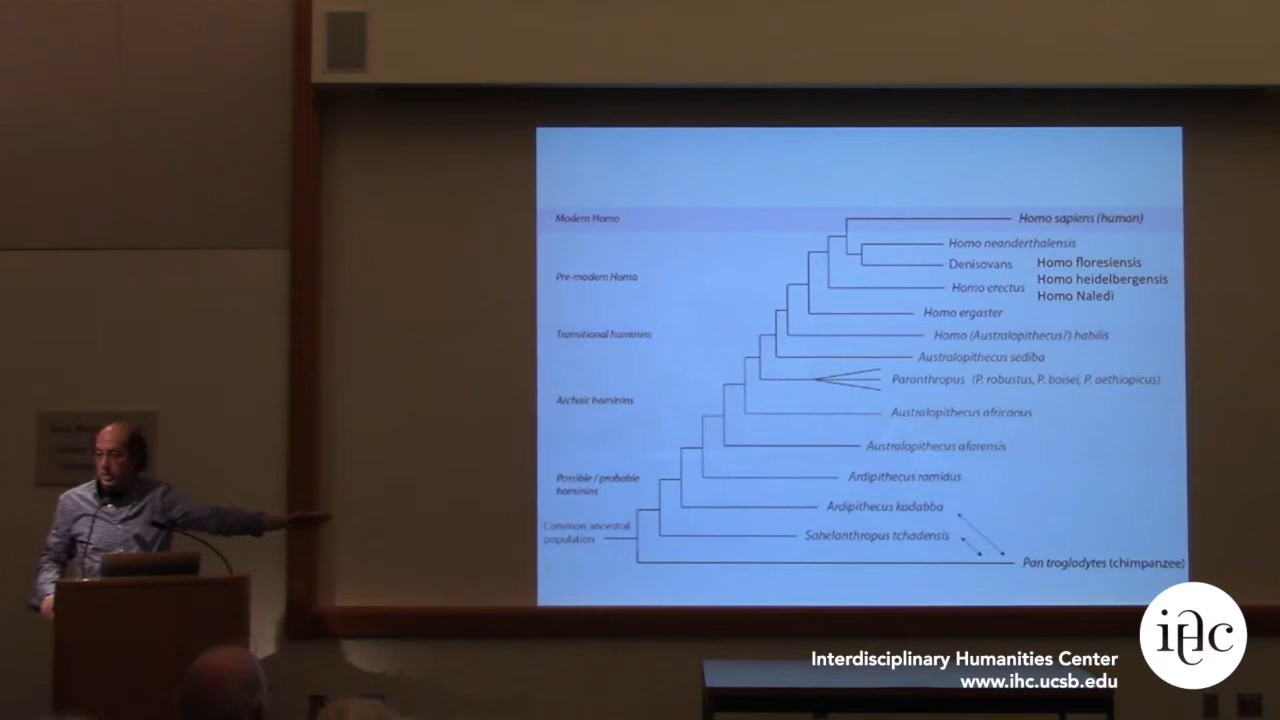 Modern Homo
Homo sapiens (human)
Homo neanderthalensis
Denisovans
Homo floresiensis
Pre-modern Homo
Homo heidelbergensis
Homo erectus
Homo Naledi
Homo ergaster
Transitional hominins
Homo (Australopithecus?) habilis
Australopithecus sediba
Paranthropus (P. robustus, P. boisei, P. aethiopicus)
Archaic hominins
Australopithecus africanus
Australopithecus afarensis
Possible / probable
hominins
Ardipithecus ramidus
Ardipithecus kadabba
Common ancestral
population
Sahelanthropus tchadensis
Pan troglodytes (chimpanzee)
ihc
Interdisciplinary Humanities Center
www.ihc.ucsb.edu